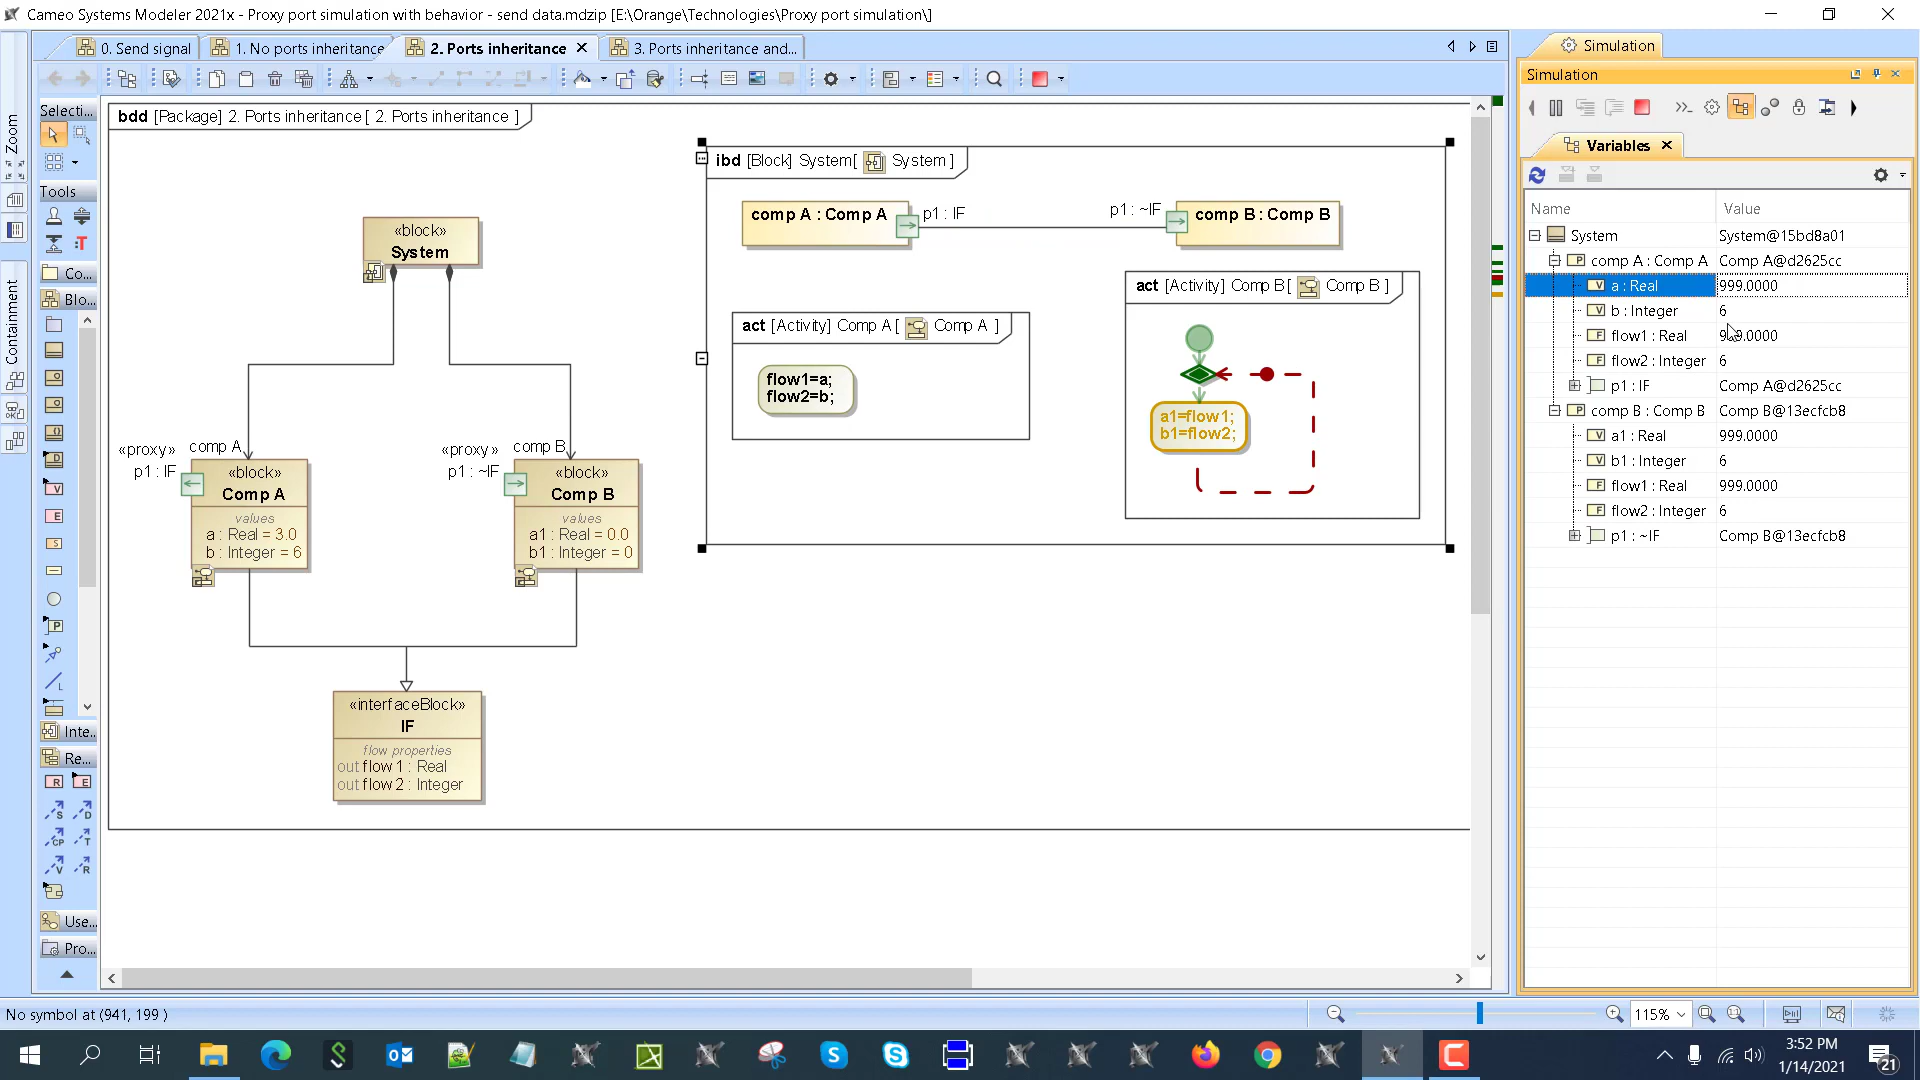 Cameo Systems Modeler 2021x - Proxy port simulation with behavior - send data.mdzip [E:\Orange\Technologies\Proxy port simulation\]
0. Send signal
1. No ports inheritance
2. Ports inheritance
3. Ports inheritance and...
Simulation
Simulation
Zoom
Containment
Selecti...
Tools
Co...
Blo...
Inte...
Re...
Use...
Pro...
bdd [Package] 2. Ports inheritance [ 2. Ports inheritance ]
«block»
System
«proxy»
p1 : IF
comp A
«block»
Comp A
values
a : Real = 3.0
b : Integer = 6
«proxy»
p1 : ~IF
comp B
«block»
Comp B
values
a1 : Real = 0.0
b1 : Integer = 0
«interfaceBlock»
IF
flow properties
out flow 1 : Real
out flow 2 : Integer
ibd [Block] System[ System ]
comp A : Comp A
p1 : IF
p1 : ~IF
comp B : Comp B
act [Activity] Comp A [ Comp A ]
flow1=a;
flow2=b;
act [Activity] Comp B [ Comp B ]
a1=flow1;
b1=flow2;
Variables
Name Value
System System@15bd8a01
comp A : Comp A Comp A@d2625cc
a : Real 999.0000
b : Integer 6
flow1 : Real 999.0000
flow2 : Integer 6
p1 : IF Comp A@d2625cc
comp B : Comp B Comp B@13ecfcb8
a1 : Real 999.0000
b1 : Integer 6
flow1 : Real 999.0000
flow2 : Integer 6
p1 : ~IF Comp B@13ecfcb8
No symbol at (941, 199 )
115%
3:52 PM
1/14/2021
21